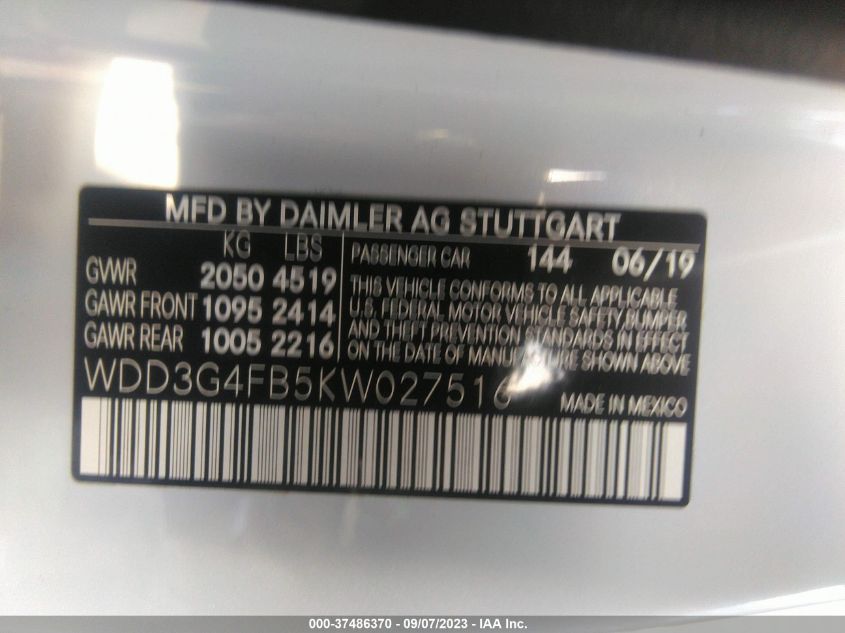 MFD BY DAIMLER AG STUTTGART
KG LBS
GVWR 2050 4519
GAWR FRONT 1095 2414
GAWR REAR 1005 2216
PASSENGER CAR 144 06/19
THIS VEHICLE CONFORMS TO ALL APPLICABLE
U.S. FEDERAL MOTOR VEHICLE SAFETY BUMPER
AND THEFT PREVENTION STANDARDS IN EFFECT
ON THE DATE OF MANUFACTURE SHOWN ABOVE
WDD3G4FB5KW027516
MADE IN MEXICO
000-37486370 - 09/07/2023 - IAA Inc.